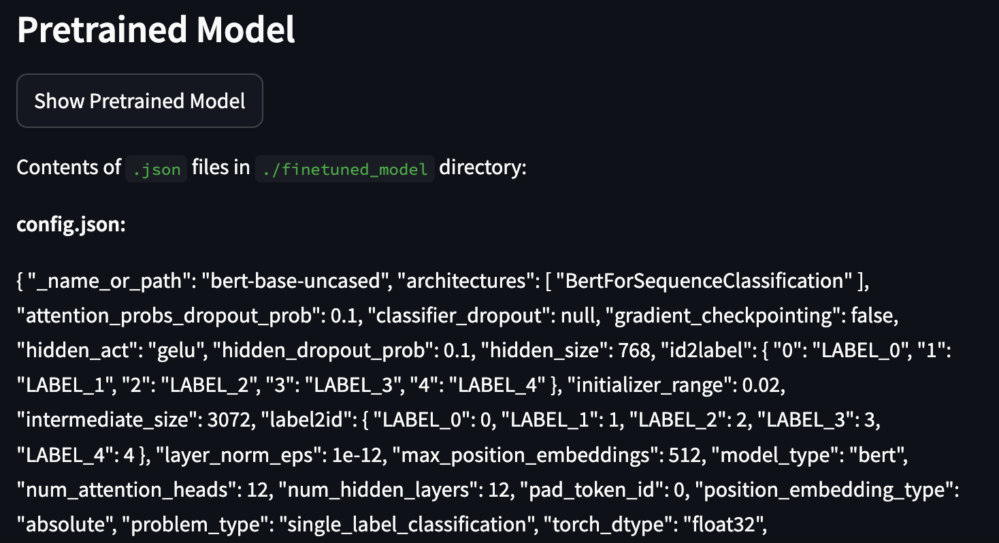 Pretrained Model
Show Pretrained Model
Contents of .json files in ./finetuned_model directory:
config.json:
{ "_name_or_path": "bert-base-uncased", "architectures": [ "BertForSequenceClassification" ],
"attention_probs_dropout_prob": 0.1, "classifier_dropout": null, "gradient_checkpointing": false,
"hidden_act": "gelu", "hidden_dropout_prob": 0.1, "hidden_size": 768, "id2label": { "0": "LABEL_0", "1":
"LABEL_1", "2": "LABEL_2", "3": "LABEL_3", "4": "LABEL_4" }, "initializer_range": 0.02,
"intermediate_size": 3072, "label2id": { "LABEL_0": 0, "LABEL_1": 1, "LABEL_2": 2, "LABEL_3": 3,
"LABEL_4": 4 }, "layer_norm_eps": 1e-12, "max_position_embeddings": 512, "model_type": "bert",
"num_attention_heads": 12, "num_hidden_layers": 12, "pad_token_id": 0, "position_embedding_type":
"absolute", "problem_type": "single_label_classification", "torch_dtype": "float32",